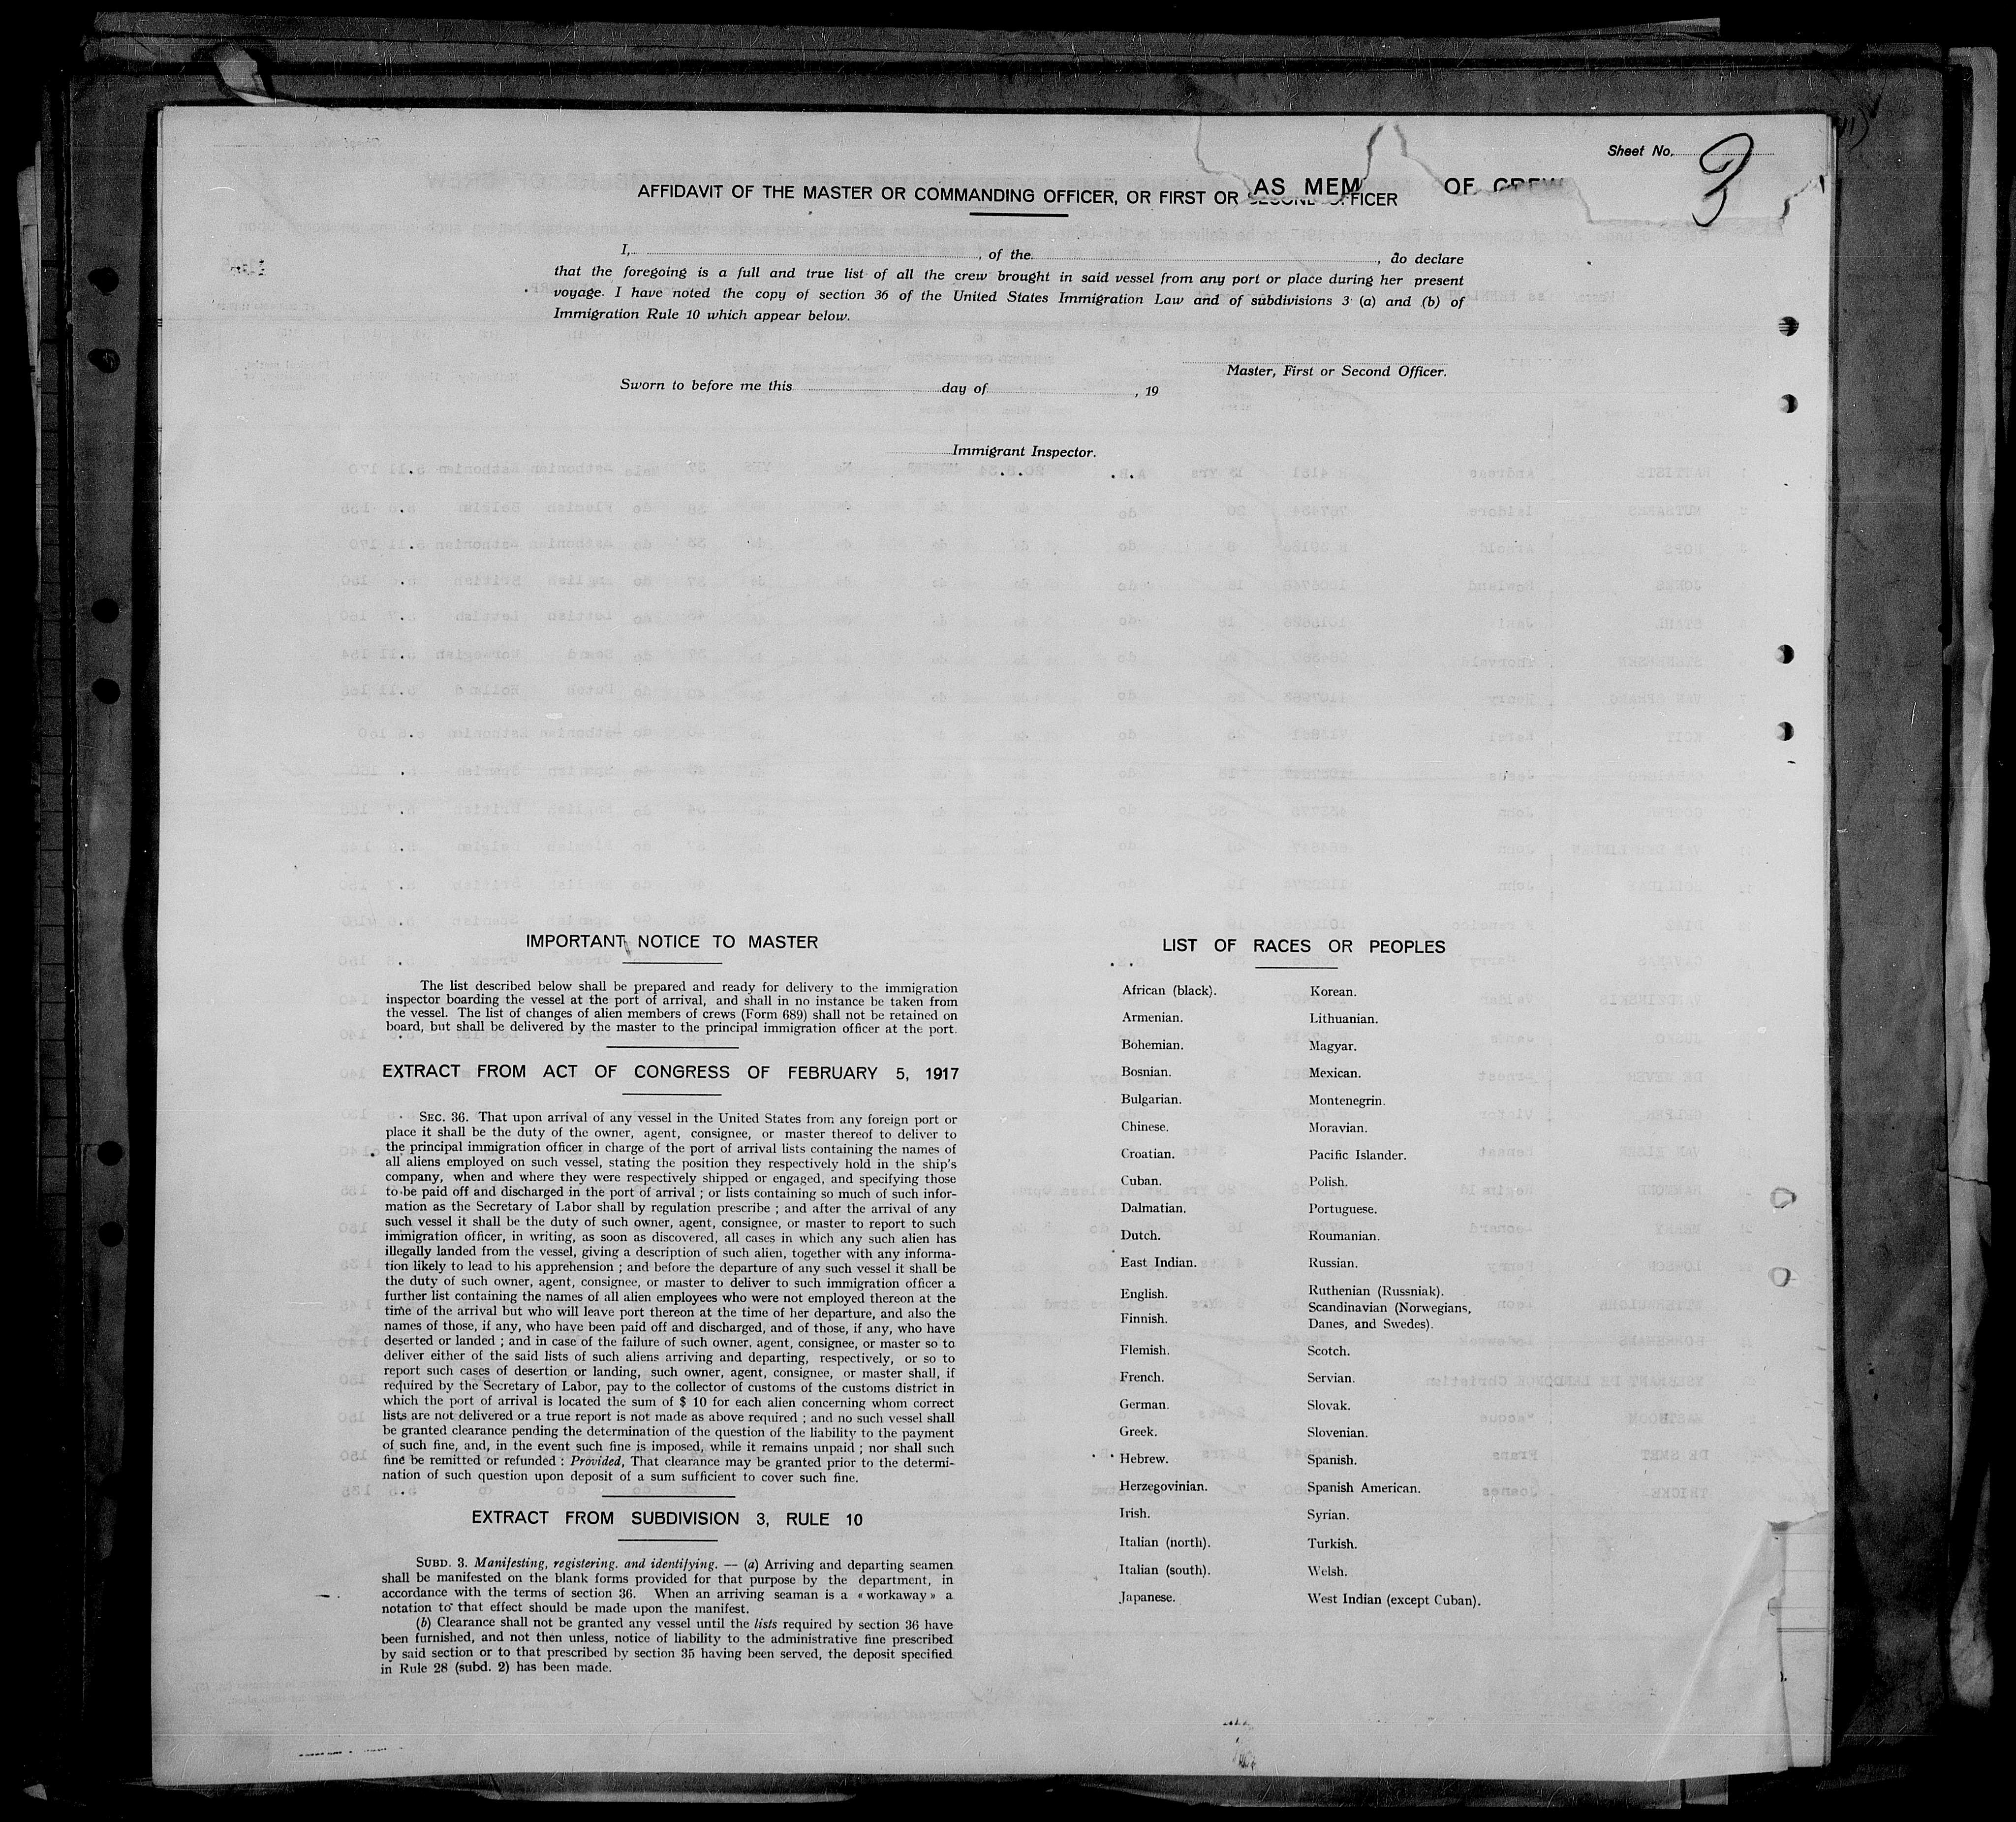 Sheet No. 3
AS MEM OF CREW
AFFIDAVIT OF THE MASTER OR COMMANDING OFFICER, OR FIRST OR SECOND OFFICER
I, , of the , do declare
that the foregoing is a full and true list of all the crew brought in said vessel from any port or place during her present
voyage. I have noted the copy of section 36 of the United States Immigration Law and of subdivisions 3 (a) and (b) of
Immigration Rule 10 which appear below.
Master, First or Second Officer.
Sworn to before me this day of , 19
Immigrant Inspector.
IMPORTANT NOTICE TO MASTER
The list described below shall be prepared and ready for delivery to the immigration
inspector boarding the vessel at the port of arrival, and shall in no instance be taken from
the vessel. The list of changes of alien members of crews (Form 689) shall not be retained on
board, but shall be delivered by the master to the principal immigration officer at the port.
EXTRACT FROM ACT OF CONGRESS OF FEBRUARY 5, 1917
SEC. 36. That upon arrival of any vessel in the United States from any foreign port or
place it shall be the duty of the owner, agent, consignee, or master thereof to deliver to
the principal immigration officer in charge of the port of arrival lists containing the names of
all aliens employed on such vessel, stating the position they respectively hold in the ship's
company, when and where they were respectively shipped or engaged, and specifying those
to be paid off and discharged in the port of arrival ; or lists containing so much of such infor-
mation as the Secretary of Labor shall by regulation prescribe ; and after the arrival of any
such vessel it shall be the duty of such owner, agent, consignee, or master to report to such
immigration officer, in writing, as soon as discovered, all cases in which any such alien has
illegally landed from the vessel, giving a description of such alien, together with any informa-
tion likely to lead to his apprehension ; and before the departure of any such vessel it shall be
the duty of such owner, agent, consignee, or master to deliver to such immigration officer a
further list containing the names of all alien employees who were not employed thereon at the
time of the arrival but who will leave port thereon at the time of her departure, and also the
names of those, if any, who have been paid off and discharged, and of those, if any, who have
deserted or landed ; and in case of the failure of such owner, agent, consignee, or master so to
deliver either of the said lists of such aliens arriving and departing, respectively, or so to
report such cases of desertion or landing, such owner, agent, consignee, or master shall, if
required by the Secretary of Labor, pay to the collector of customs of the customs district in
which the port of arrival is located the sum of $ 10 for each alien concerning whom correct
lists are not delivered or a true report is not made as above required ; and no such vessel shall
be granted clearance pending the determination of the question of the liability to the payment
of such fine, and, in the event such fine is imposed, while it remains unpaid ; nor shall such
fine be remitted or refunded : Provided, That clearance may be granted prior to the determi-
nation of such question upon deposit of a sum sufficient to cover such fine.
EXTRACT FROM SUBDIVISION 3, RULE 10
SUBD. 3. Manifesting, registering, and identifying. — (a) Arriving and departing seamen
shall be manifested on the blank forms provided for that purpose by the department, in
accordance with the terms of section 36. When an arriving seaman is a « workaway » a
notation to that effect should be made upon the manifest.
(b) Clearance shall not be granted any vessel until the lists required by section 36 have
been furnished, and not then unless, notice of liability to the administrative fine prescribed
by said section or to that prescribed by section 35 having been served, the deposit specified
in Rule 28 (subd. 2) has been made.
LIST OF RACES OR PEOPLES
African (black).
Armenian.
Bohemian.
Bosnian.
Bulgarian.
Chinese.
Croatian.
Cuban.
Dalmatian.
Dutch.
East Indian.
English.
Finnish.
Flemish.
French.
German.
Greek.
Hebrew.
Herzegovinian.
Irish.
Italian (north).
Italian (south).
Japanese.
Korean.
Lithuanian.
Magyar.
Mexican.
Montenegrin.
Moravian.
Pacific Islander.
Polish.
Portuguese.
Roumanian.
Russian.
Ruthenian (Russniak).
Scandinavian (Norwegians,
Danes, and Swedes).
Scotch.
Servian.
Slovak.
Slovenian.
Spanish.
Spanish American.
Syrian.
Turkish.
Welsh.
West Indian (except Cuban).